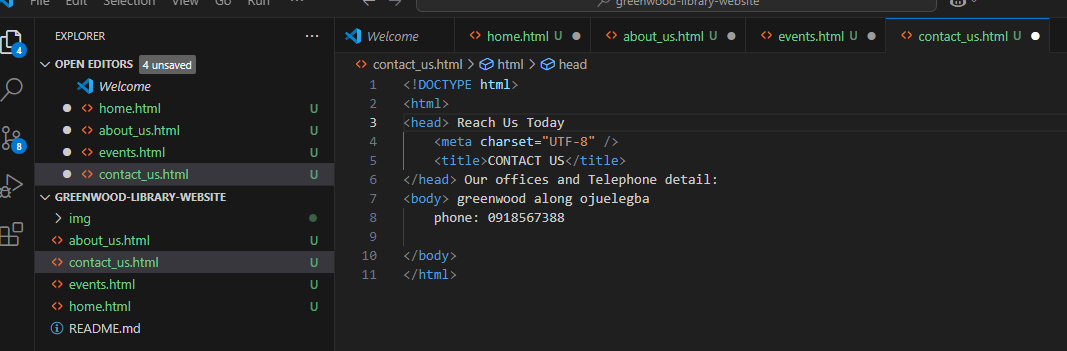 File Edit Selection View Go Run
greenwood-library-website
EXPLORER
Welcome
home.html U
about_us.html U
events.html U
contact_us.html U
OPEN EDITORS 4 unsaved
Welcome
home.html U
about_us.html U
events.html U
contact_us.html U
GREENWOOD-LIBRARY-WEBSITE
img
about_us.html U
contact_us.html U
events.html U
home.html U
README.md
4
8
contact_us.html > html > head
1 <!DOCTYPE html>
2 <html>
3 <head> Reach Us Today
4 <meta charset="UTF-8" />
5 <title>CONTACT US</title>
6 </head> Our offices and Telephone detail:
7 <body> greenwood along ojuelegba
8 phone: 0918567388
9
10 </body>
11 </html>